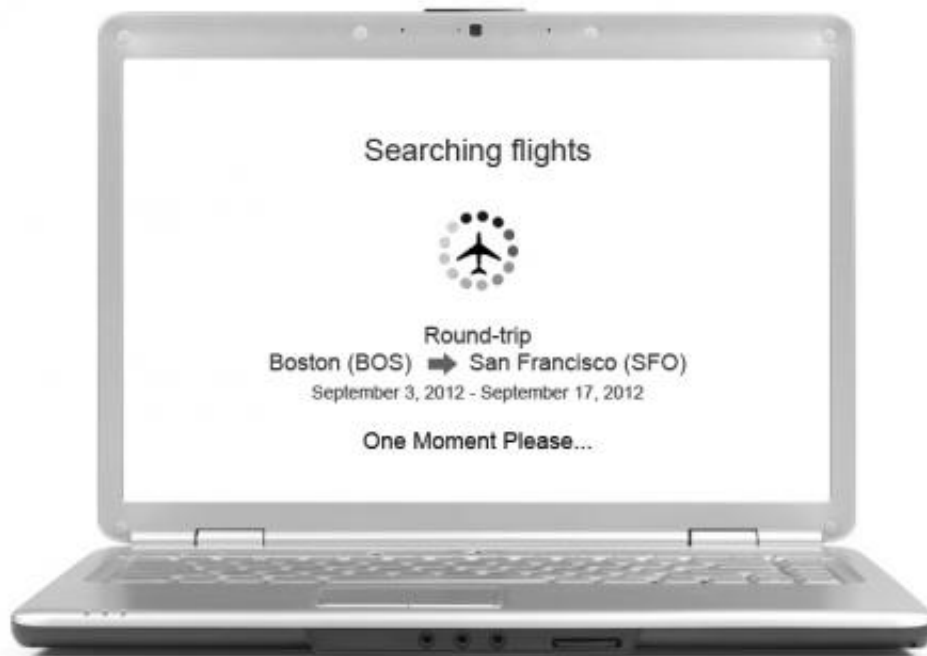 Searching flights
Round-trip
Boston (BOS) San Francisco (SFO)
September 3, 2012 - September 17, 2012
One Moment Please...